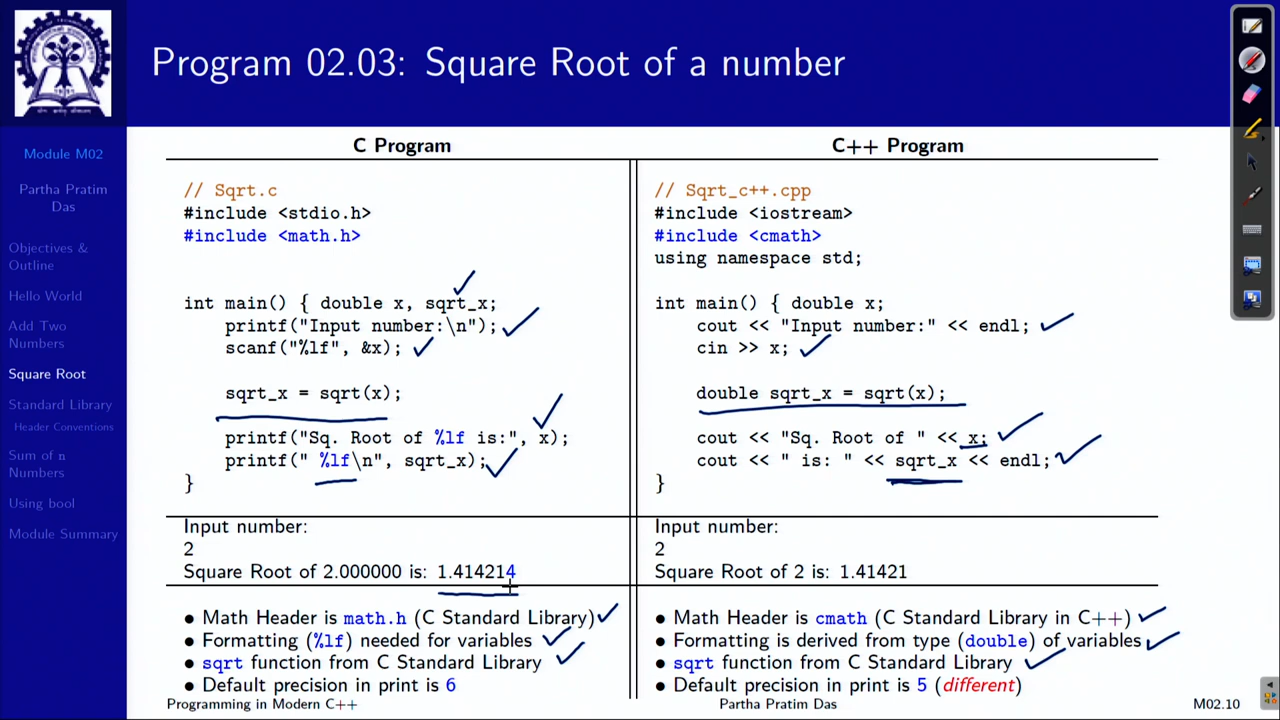 Program 02.03: Square Root of a number
Module M02
Partha Pratim
Das
Objectives &
Outline
Hello World
Add Two
Numbers
Square Root
Standard Library
Header Conventions
Sum of n
Numbers
Using bool
Module Summary
C Program
// Sqrt.c
#include <stdio.h>
#include <math.h>
int main() { double x, sqrt_x;
printf("Input number:\n");
scanf("%lf", &x);
sqrt_x = sqrt(x);
printf("Sq. Root of %lf is:", x);
printf(" %lf\n", sqrt_x);
}
Input number:
2
Square Root of 2.000000 is: 1.414214
• Math Header is math.h (C Standard Library)
• Formatting (%lf) needed for variables
• sqrt function from C Standard Library
• Default precision in print is 6
C++ Program
// Sqrt_c++.cpp
#include <iostream>
#include <cmath>
using namespace std;
int main() { double x;
cout << "Input number:" << endl;
cin >> x;
double sqrt_x = sqrt(x);
cout << "Sq. Root of " << x;
cout << " is: " << sqrt_x << endl;
}
Input number:
2
Square Root of 2 is: 1.41421
• Math Header is cmath (C Standard Library in C++)
• Formatting is derived from type (double) of variables
• sqrt function from C Standard Library
• Default precision in print is 5 (different)
Programming in Modern C++
Partha Pratim Das
M02.10